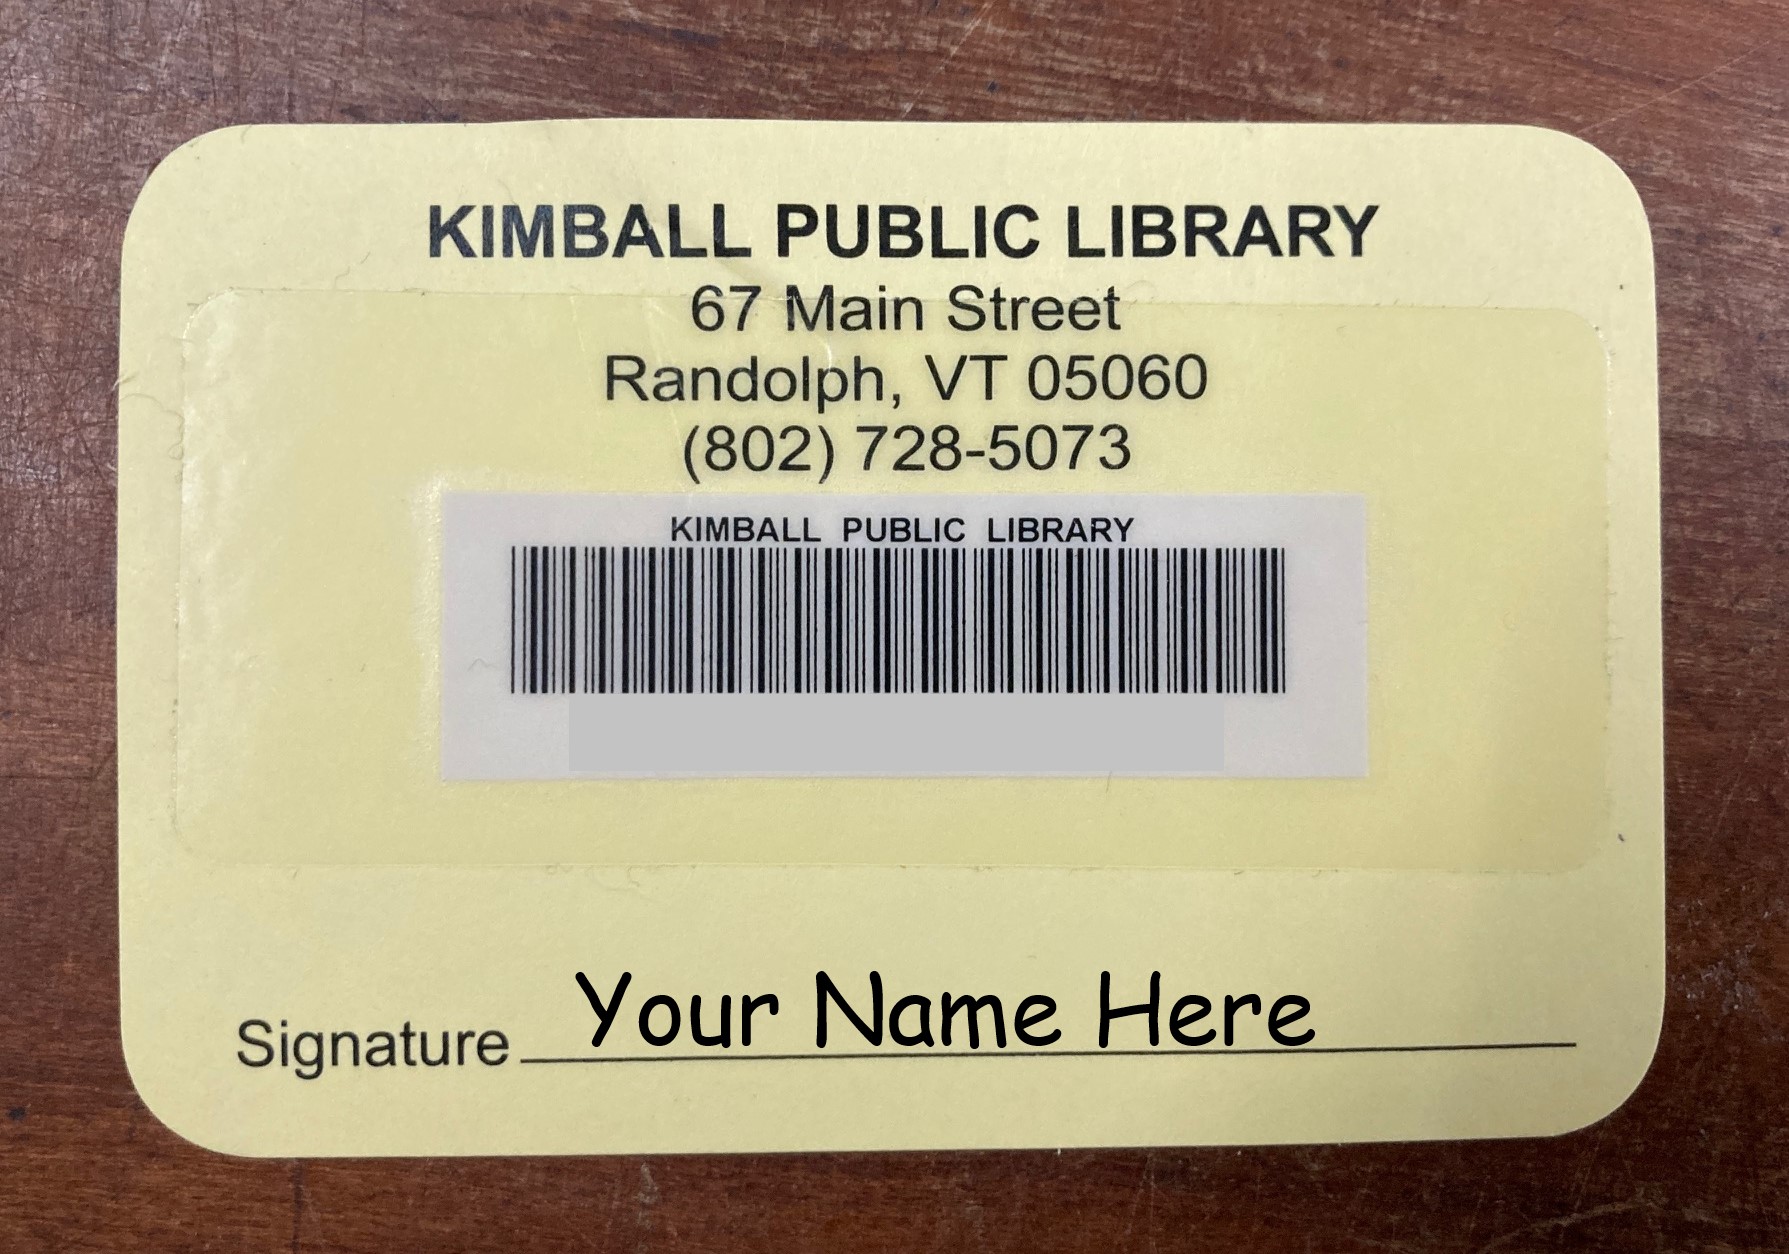 KIMBALL PUBLIC LIBRARY
67 Main Street
Randolph, VT 05060
(802) 728-5073
KIMBALL PUBLIC LIBRARY
Your Name Here
Signature